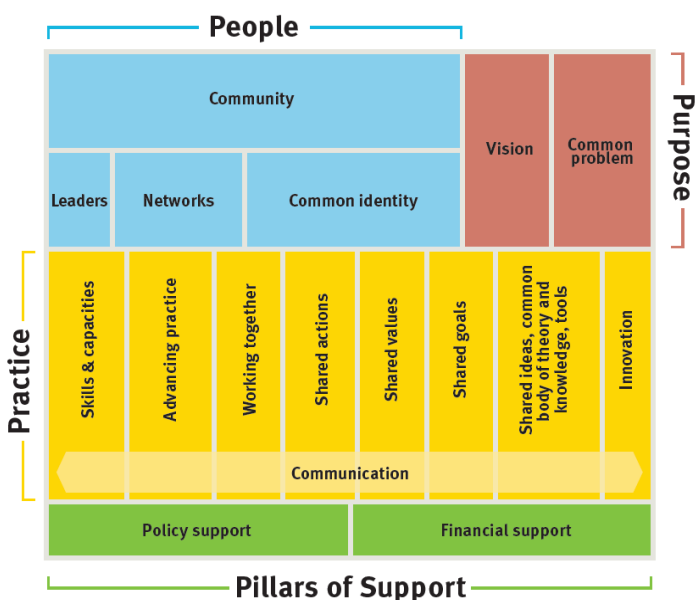 People
Community
Leaders
Networks
Common identity
Vision
Common
problem
Purpose
Practice
Skills & capacities
Advancing practice
Working together
Shared actions
Shared values
Shared goals
Shared ideas, common
body of theory and
knowledge, tools
Innovation
Communication
Policy support
Financial support
Pillars of Support